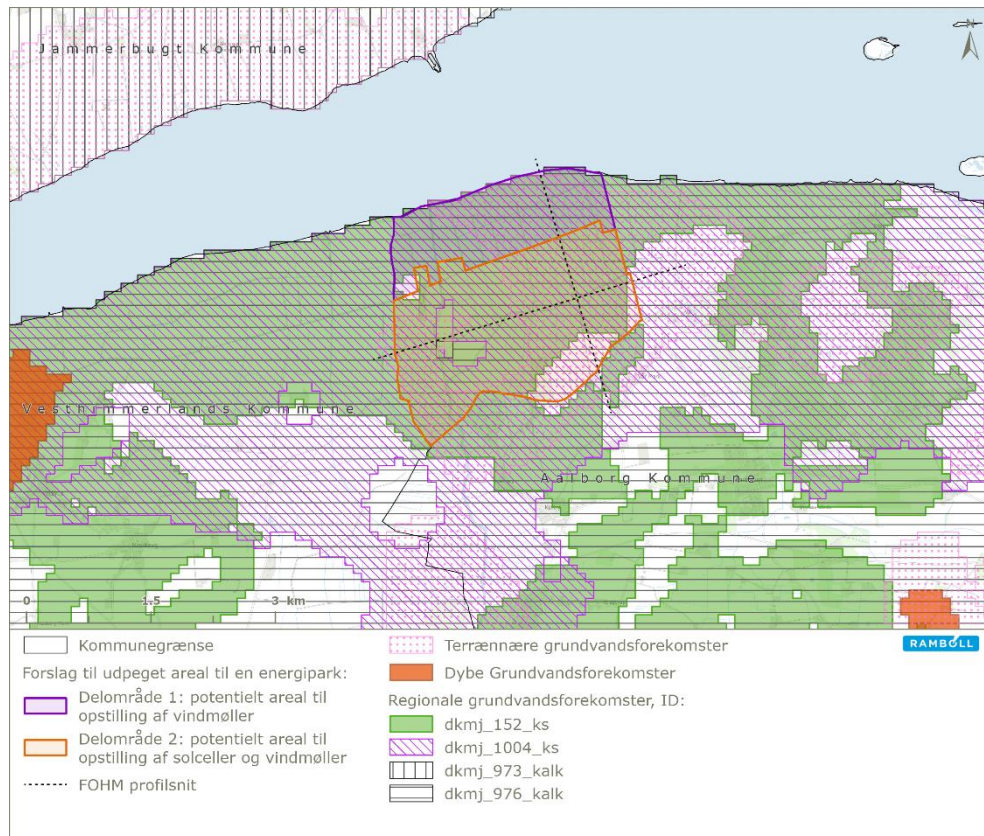 Jammerbugt Kommune
Vesthimmerlands Kommune
Aalborg Kommune
0 1.5 3 km
Kommunegrænse
Forslag til udpeget areal til en energipark:
Delområde 1: potentielt areal til
opstilling af vindmøller
Delområde 2: potentielt areal til
opstilling af solceller og vindmøller
FOHM profilsnit
Terrænnære grundvandsforekomster
Dybe Grundvandsforekomster
Regionale grundvandsforekomster, ID:
dkmj_152_ks
dkmj_1004_ks
dkmj_973_kalk
dkmj_976_kalk
RAMBOLL